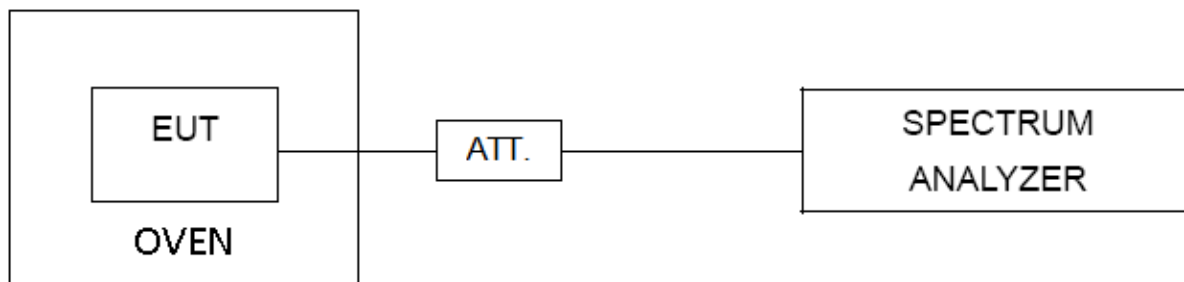 EUT
OVEN
ATT.
SPECTRUM
ANALYZER